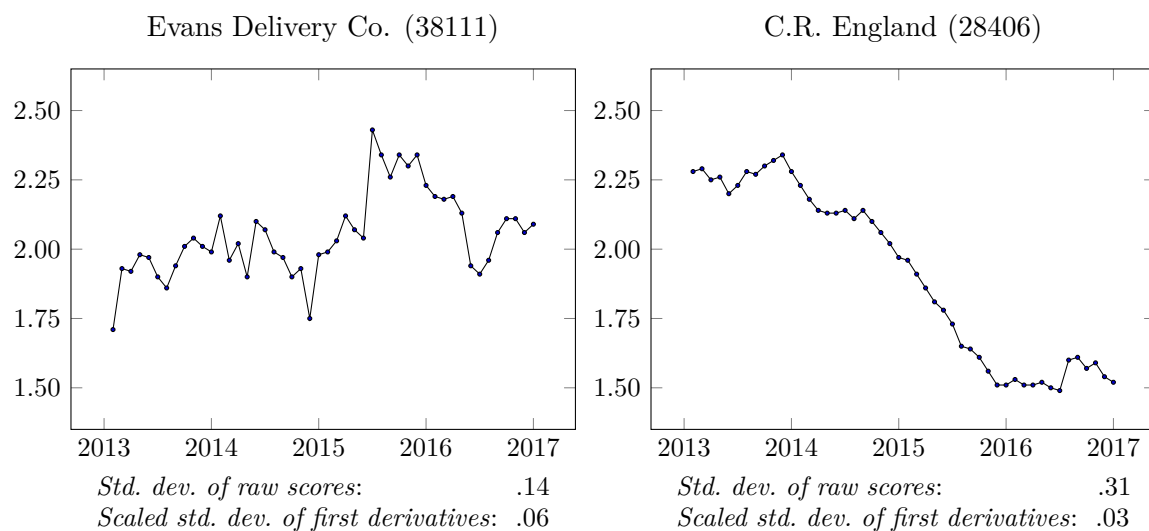 Evans Delivery Co. (38111)
2.50
2.25
2.00
1.75
1.50
2013 2014 2015 2016 2017
Std. dev. of raw scores: .14
Scaled std. dev. of first derivatives: .06
C.R. England (28406)
2.50
2.25
2.00
1.75
1.50
2013 2014 2015 2016 2017
Std. dev. of raw scores: .31
Scaled std. dev. of first derivatives: .03